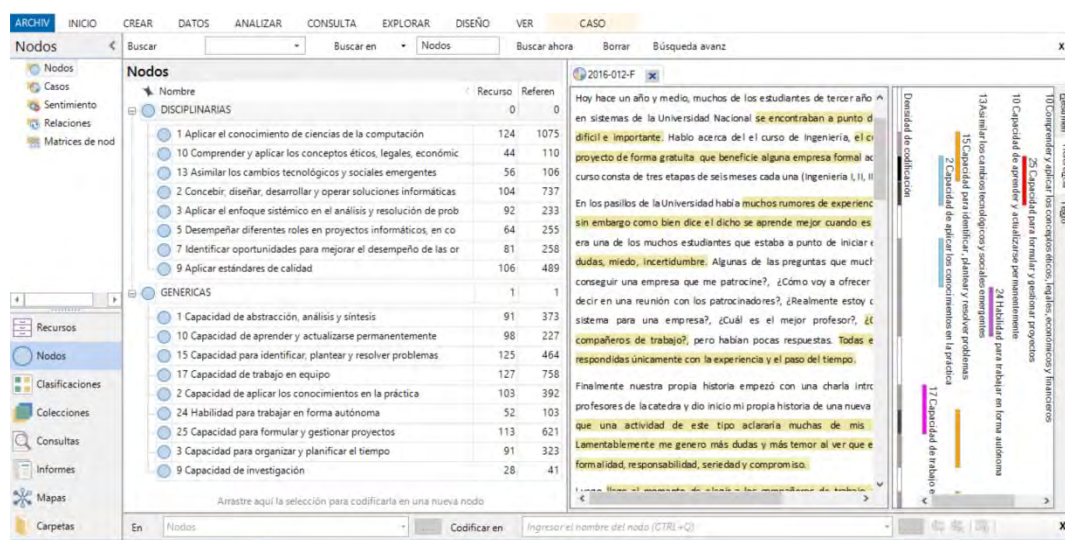 ARCHIV INICIO CREAR DATOS ANALIZAR CONSULTA EXPLORAR DISEÑO VER CASO
Nodos
Buscar Buscar en Nodos Buscar ahora Borrar Búsqueda avanz x
Nodos
Casos
Sentimiento
Relaciones
Matrices de nod
Recursos
Nodos
Clasificaciones
Colecciones
Consultas
Informes
Mapas
Carpetas
Nodos
Nombre Recurso Referen
DISCIPLINARIAS 0 0
1 Aplicar el conocimiento de ciencias de la computación 124 1075
10 Comprender y aplicar los conceptos éticos, legales, económic 44 110
13 Asimilar los cambios tecnológicos y sociales emergentes 56 106
2 Concebir, diseñar, desarrollar y operar soluciones informáticas 104 737
3 Aplicar el enfoque sistémico en el análisis y resolución de prob 92 233
5 Desempeñar diferentes roles en proyectos informáticos, en co 64 255
7 Identificar oportunidades para mejorar el desempeño de las or 81 258
9 Aplicar estándares de calidad 106 489
GENERICAS 1 1
1 Capacidad de abstracción, análisis y síntesis 91 373
10 Capacidad de aprender y actualizarse permanentemente 98 227
15 Capacidad para identificar, plantear y resolver problemas 125 464
17 Capacidad de trabajo en equipo 127 758
2 Capacidad de aplicar los conocimientos en la práctica 103 392
24 Habilidad para trabajar en forma autónoma 52 103
25 Capacidad para formular y gestionar proyectos 113 621
3 Capacidad para organizar y planificar el tiempo 91 323
9 Capacidad de investigación 28 41
Arrastre aquí la selección para codificarla en una nueva nodo
2016-012-F
Hoy hace un año y medio, muchos de los estudiantes de tercer año
en sistemas de la Universidad Nacional se encontraban a punto d
difícil e importante. Hablo acerca del el curso de Ingeniería, el c
proyecto de forma gratuita que beneficie alguna empresa formal ac
curso consta de tres etapas de seis meses cada una (Ingeniería I, II, II
En los pasillos de la Universidad había muchos rumores de experienc
sin embargo como bien dice el dicho se aprende mejor cuando es
era una de los muchos estudiantes que estaba a punto de iniciar e
dudas, miedo, incertidumbre. Algunas de las preguntas que much
conseguir una empresa que me patrocine?, ¿Cómo voy a ofrecer
decir en una reunión con los patrocinadores?, ¿Realmente estoy c
sistema para una empresa?, ¿Cuál es el mejor profesor?, ¿C
compañeros de trabajo?, pero habían pocas respuestas. Todas e
respondidas únicamente con la experiencia y el paso del tiempo.
Finalmente nuestra propia historia empezó con una charla intro
profesores de la catedra y dio inicio mi propia historia de una nueva
que una actividad de este tipo aclararía muchas de mis
Lamentablemente me genero más dudas y más temor al ver que e
formalidad, responsabilidad, seriedad y compromiso.
Luego llego el momento de elegir a los compañeros de trabajo
Densidad de codificación
17 Capacidad de trabajo e
2 Capacidad de aplicar los conocimientos en la práctica
15 Capacidad para identificar, plantear y resolver problemas
13 Asimilar los cambios tecnológicos y sociales emergentes
24 Habilidad para trabajar en forma autónoma
10 Capacidad de aprender y actualizarse permanentemente
25 Capacidad para formular y gestionar proyectos
10 Comprender y aplicar los conceptos éticos, legales, económicos y financieros
En Nodos Codificar en Ingresar el nombre del nodo (CTRL+Q) x